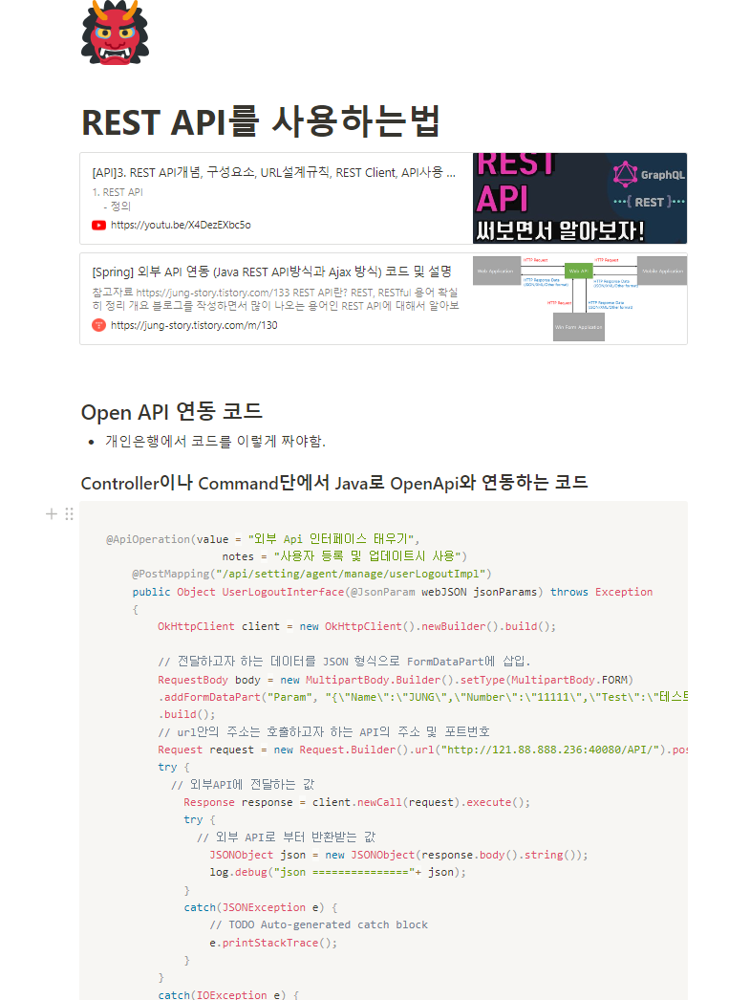 REST API를 사용하는법
[API]3. REST API개념, 구성요소, URL설계규칙, REST Client, API사용 ...
1. REST API
- 정의
https://youtu.be/X4DezEXbc5o
REST
API
써보면서 알아보자!
GraphQL
···{ REST }···
[Spring] 외부 API 연동 (Java REST API방식과 Ajax 방식) 코드 및 설명
참고자료 https://jung-story.tistory.com/133 REST API란? REST, RESTful 용어 확실
히 정리 개요 블로그를 작성하면서 많이 나오는 용어인 REST API에 대해서 알아보
T https://jung-story.tistory.com/m/130
HTTP Request
HTTP Request
Web Application
Web API
Mobile Application
HTTP Response Data
(JSON/XML/Other format)
HTTP Response Data
(JSON/XML/Other format)
HTTP Request
HTTP Response Data
(JSON/XML/Other format)
Win Form Application
Open API 연동 코드
• 개인은행에서 코드를 이렇게 짜야함.
Controller이나 Command단에서 Java로 OpenApi와 연동하는 코드
@ApiOperation(value = "외부 Api 인터페이스 태우기",
notes = "사용자 등록 및 업데이트시 사용")
@PostMapping("/api/setting/agent/manage/userLogoutImpl")
public Object UserLogoutInterface(@JsonParam webJSON jsonParams) throws Exception
{
OkHttpClient client = new OkHttpClient().newBuilder().build();
// 전달하고자 하는 데이터를 JSON 형식으로 FormDataPart에 삽입.
RequestBody body = new MultipartBody.Builder().setType(MultipartBody.FORM)
.addFormDataPart("Param", "{\"Name\":\"JUNG\",\"Number\":\"11111\",\"Test\":\"테스트
.build();
// url안의 주소는 호출하고자 하는 API의 주소 및 포트번호
Request request = new Request.Builder().url("http://121.88.888.236:40080/API/").pos
try {
// 외부API에 전달하는 값
Response response = client.newCall(request).execute();
try {
// 외부 API로 부터 반환받는 값
JSONObject json = new JSONObject(response.body().string());
log.debug("json ==============="+ json);
}
catch(JSONException e) {
// TODO Auto-generated catch block
e.printStackTrace();
}
}
catch(IOException e) {